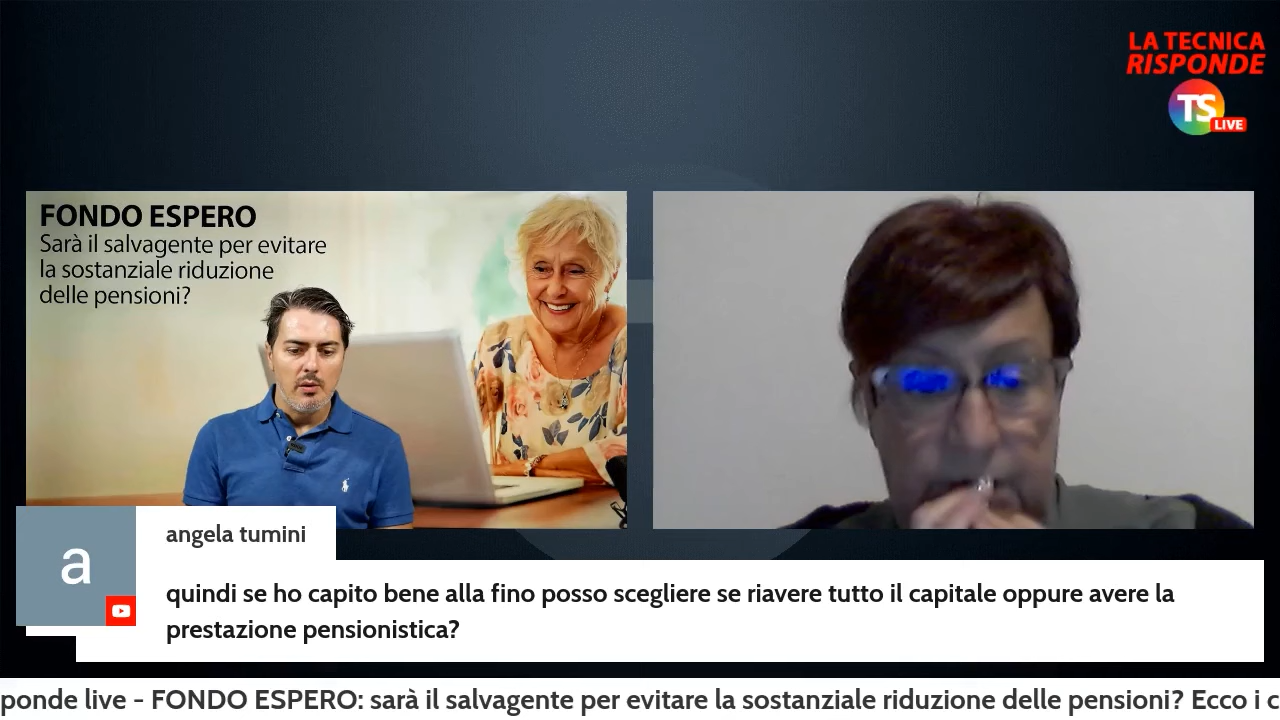 LA TECNICA
RISPONDE
TS
LIVE
FONDO ESPERO
Sarà il salvagente per evitare
la sostanziale riduzione
delle pensioni?
a
angela tumini
quindi se ho capito bene alla fino posso scegliere se riavere tutto il capitale oppure avere la
prestazione pensionistica?
ponde live - FONDO ESPERO: sarà il salvagente per evitare la sostanziale riduzione delle pensioni? Ecco i c